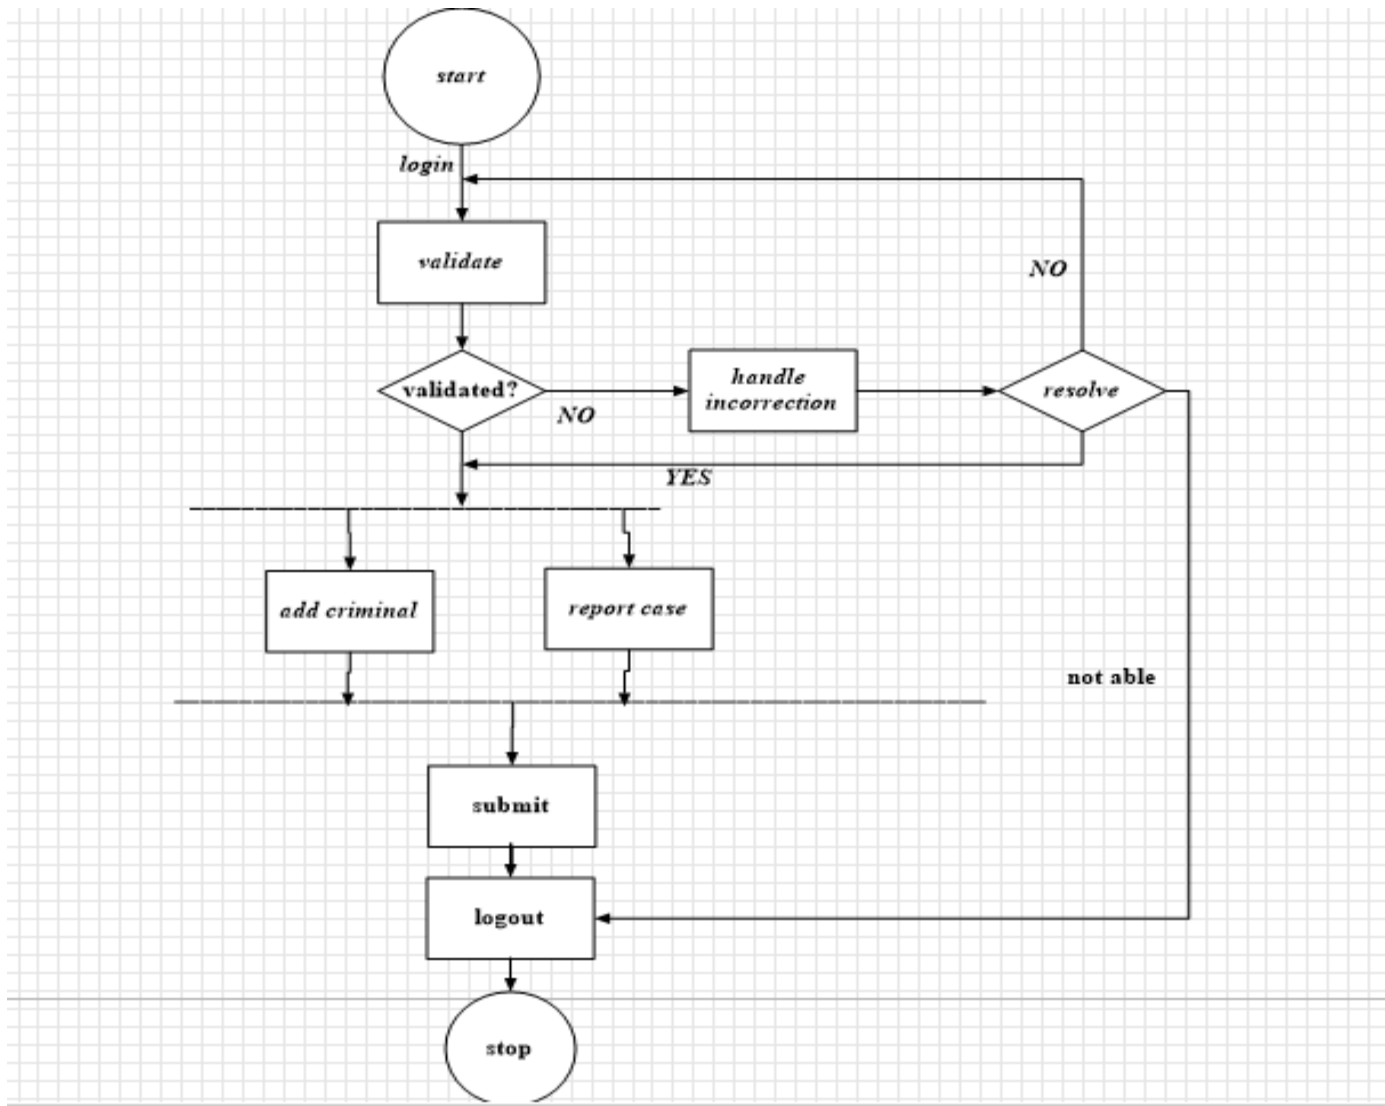 start
login
validate
NO
validated?
NO
handle
incorrection
resolve
YES
add criminal
report case
not able
submit
logout
stop